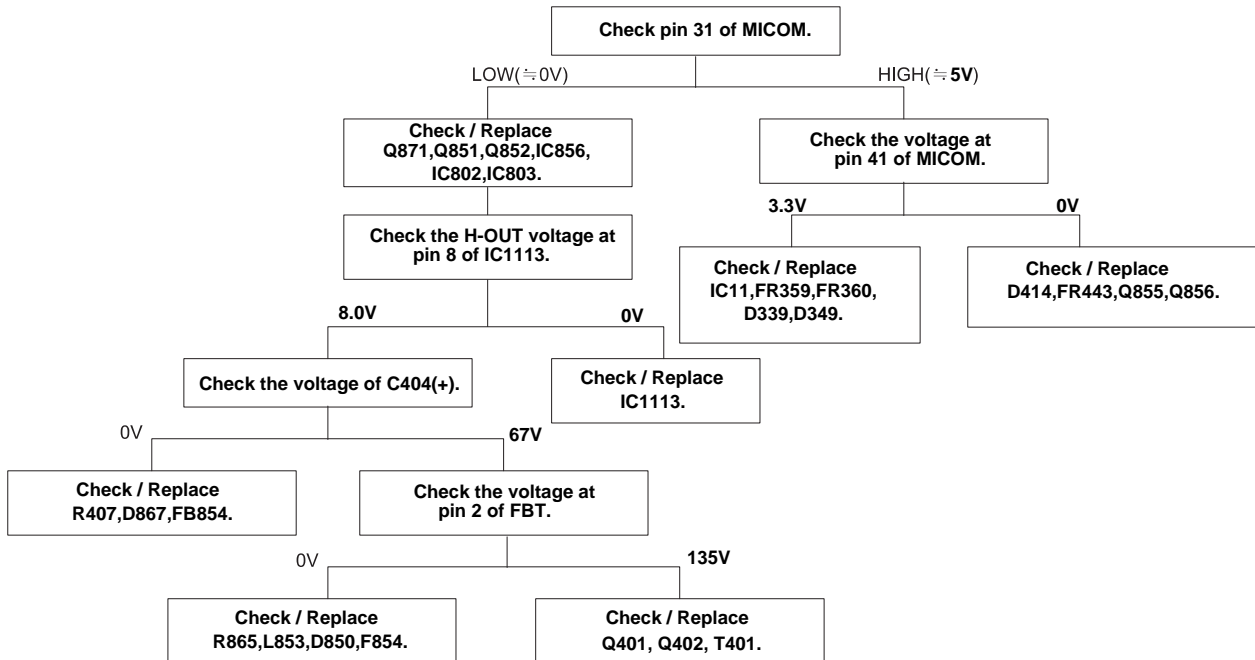 Check pin 31 of MICOM.
LOW(≒0V)
HIGH(≒5V)
Check / Replace
Q871,Q851,Q852,IC856,
IC802,IC803.
Check the voltage at
pin 41 of MICOM.
3.3V
0V
Check the H-OUT voltage at
pin 8 of IC1113.
Check / Replace
IC11,FR359,FR360,
D339,D349.
Check / Replace
D414,FR443,Q855,Q856.
8.0V
0V
Check the voltage of C404(+).
Check / Replace
IC1113.
0V
67V
Check / Replace
R407,D867,FB854.
Check the voltage at
pin 2 of FBT.
0V
135V
Check / Replace
R865,L853,D850,F854.
Check / Replace
Q401, Q402, T401.